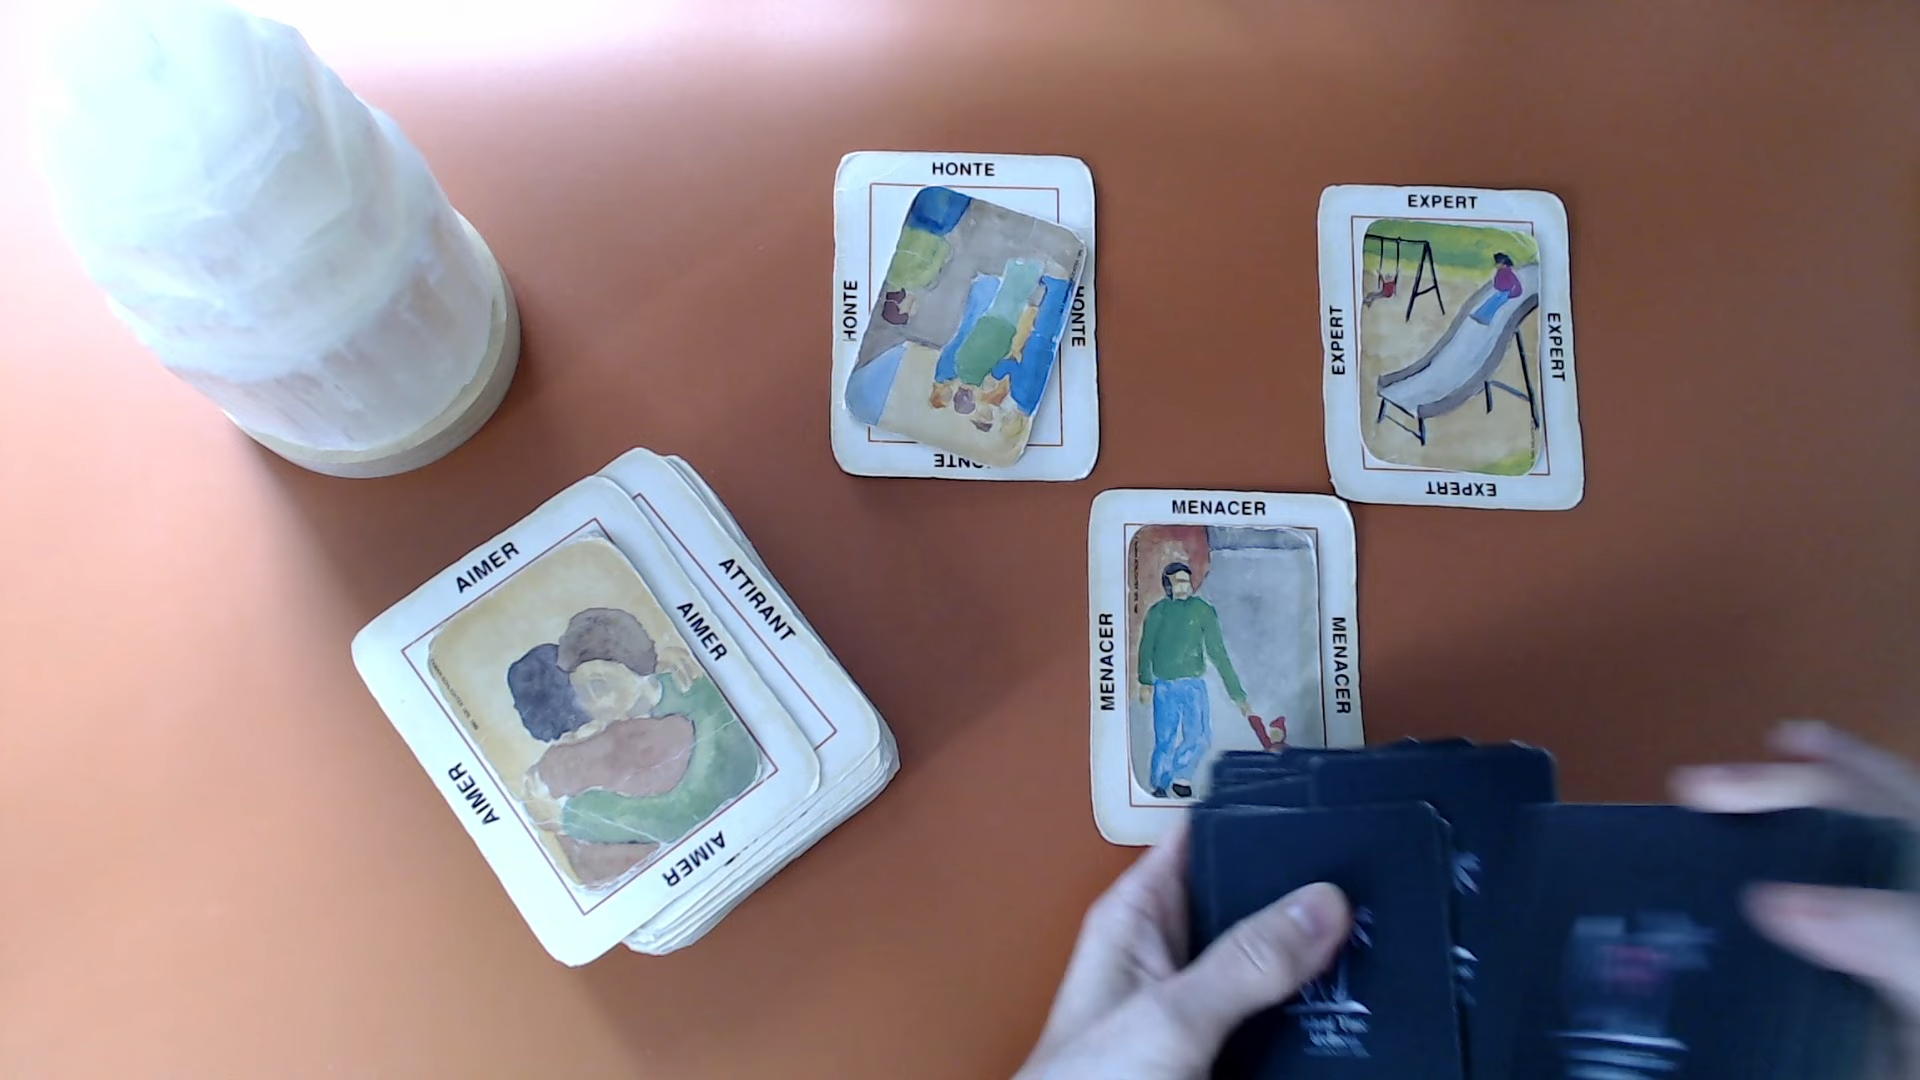 HONTE
HONTE
HONTE
HONTE
EXPERT
EXPERT
EXPERT
EXPERT
MENACER
MENACER
MENACER
AIMER
AIMER
AIMER
AIMER
ATTIRANT